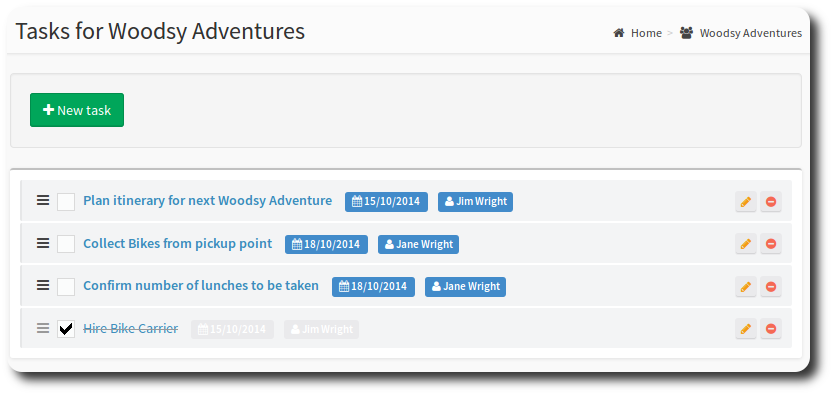 Tasks for Woodsy Adventures
Home > Woodsy Adventures
New task
Plan itinerary for next Woodsy Adventure 15/10/2014 Jim Wright
Collect Bikes from pickup point 18/10/2014 Jane Wright
Confirm number of lunches to be taken 18/10/2014 Jane Wright
Hire Bike Carrier 15/10/2014 Jim Wright